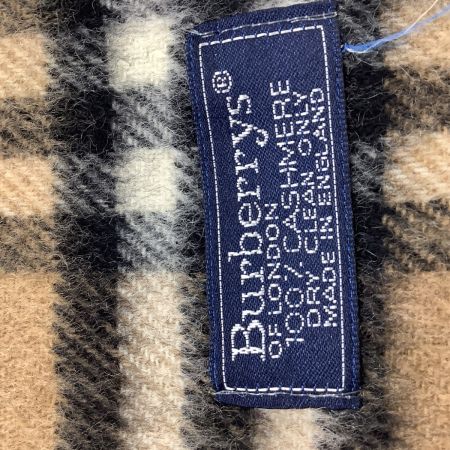 Burberrys®
OF LONDON
100% CASHMERE
DRY CLEAN ONLY
MADE IN ENGLAND